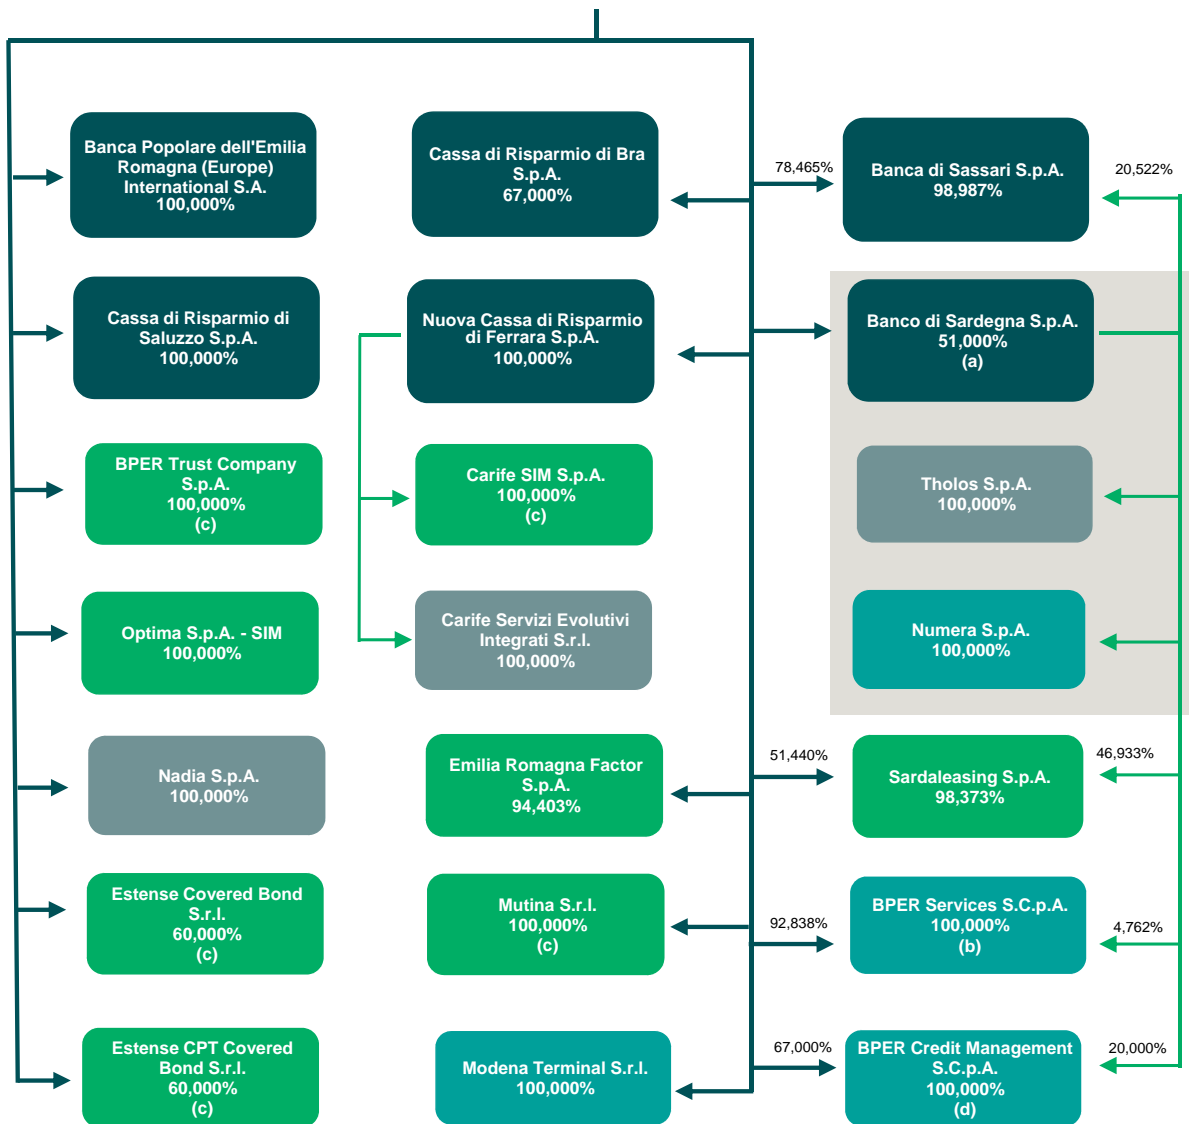 Banca Popolare dell'Emilia
Romagna (Europe)
International S.A.
100,000%
Cassa di Risparmio di Bra
S.p.A.
67,000%
78,465%
Banca di Sassari S.p.A.
98,987%
20,522%
Cassa di Risparmio di
Saluzzo S.p.A.
100,000%
Nuova Cassa di Risparmio
di Ferrara S.p.A.
100,000%
Banco di Sardegna S.p.A.
51,000%
(a)
BPER Trust Company
S.p.A.
100,000%
(c)
Carife SIM S.p.A.
100,000%
(c)
Tholos S.p.A.
100,000%
Optima S.p.A. - SIM
100,000%
Carife Servizi Evolutivi
Integrati S.r.l.
100,000%
Numera S.p.A.
100,000%
Nadia S.p.A.
100,000%
Emilia Romagna Factor
S.p.A.
94,403%
51,440%
Sardaleasing S.p.A.
98,373%
46,933%
Estense Covered Bond
S.r.l.
60,000%
(c)
Mutina S.r.l.
100,000%
(c)
92,838%
BPER Services S.C.p.A.
100,000%
(b)
4,762%
Estense CPT Covered
Bond S.r.l.
60,000%
(c)
Modena Terminal S.r.l.
100,000%
67,000%
BPER Credit Management
S.C.p.A.
100,000%
(d)
20,000%